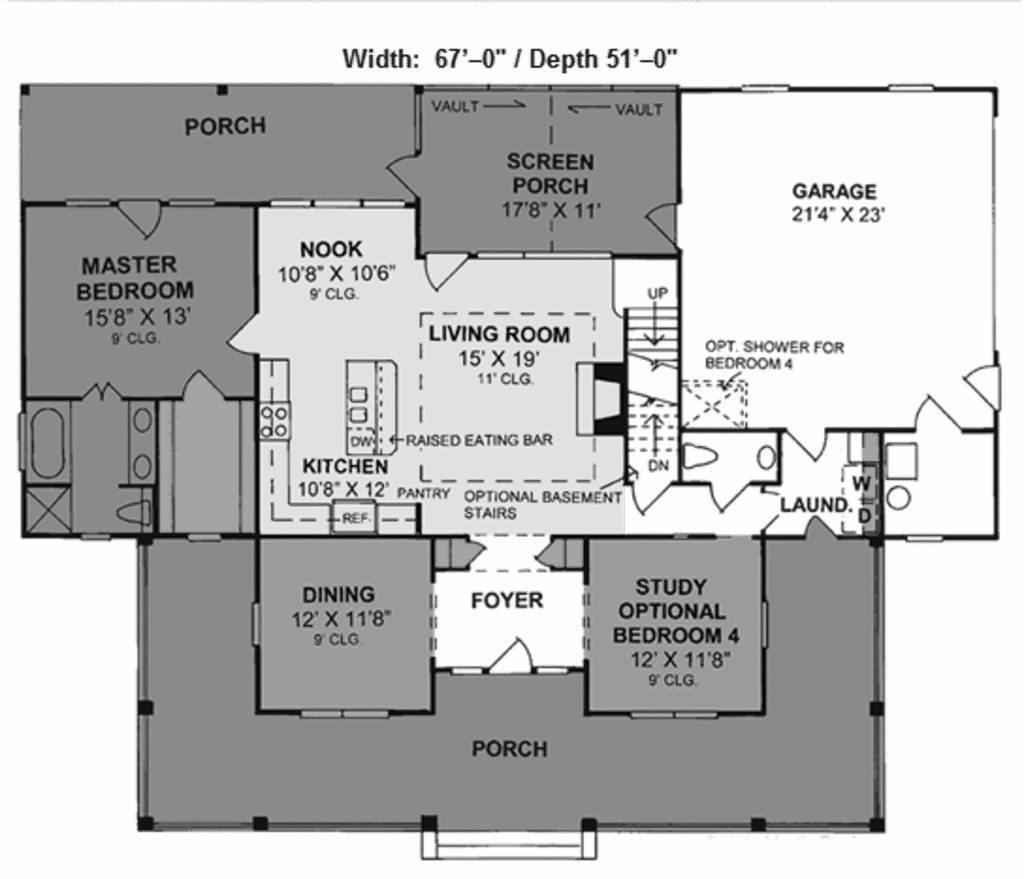 Width: 67'–0" / Depth 51'–0"
VAULT
VAULT
PORCH
SCREEN
PORCH
17'8" X 11'
GARAGE
21'4" X 23'
NOOK
10'8" X 10'6"
9' CLG.
MASTER
BEDROOM
15'8" X 13'
9' CLG.
UP
LIVING ROOM
15' X 19'
11' CLG.
OPT. SHOWER FOR
BEDROOM 4
DW
RAISED EATING BAR
KITCHEN
10'8" X 12'
PANTRY
REF.
OPTIONAL BASEMENT
STAIRS
DN
LAUND.
W
D
DINING
12' X 11'8"
9' CLG.
FOYER
STUDY
OPTIONAL
BEDROOM 4
12' X 11'8"
9' CLG.
PORCH